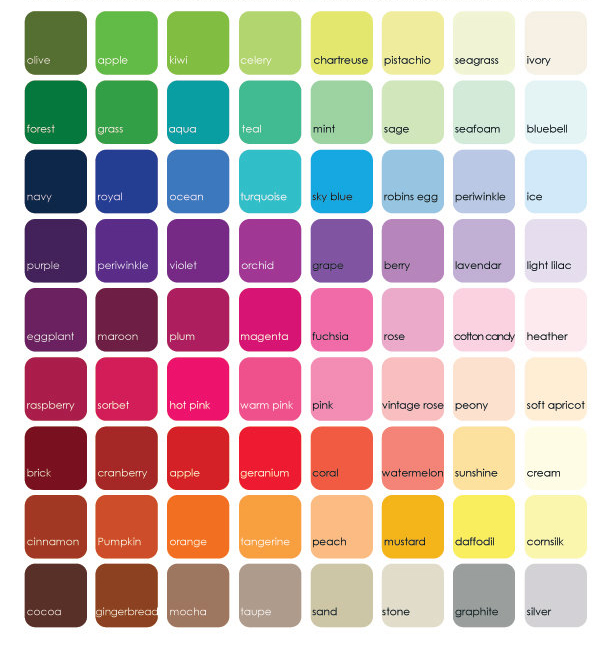 olive apple kiwi celery chartreuse pistachio seagrass ivory
forest grass aqua teal mint sage seafoam bluebell
navy royal ocean turquoise sky blue robins egg periwinkle ice
purple periwinkle violet orchid grape berry lavendar light lilac
eggplant maroon plum magenta fuchsia rose cotton candy heather
raspberry sorbet hot pink warm pink pink vintage rose peony soft apricot
brick cranberry apple geranium coral watermelon sunshine cream
cinnamon Pumpkin orange tangerine peach mustard daffodil cornsilk
cocoa gingerbread mocha taupe sand stone graphite silver